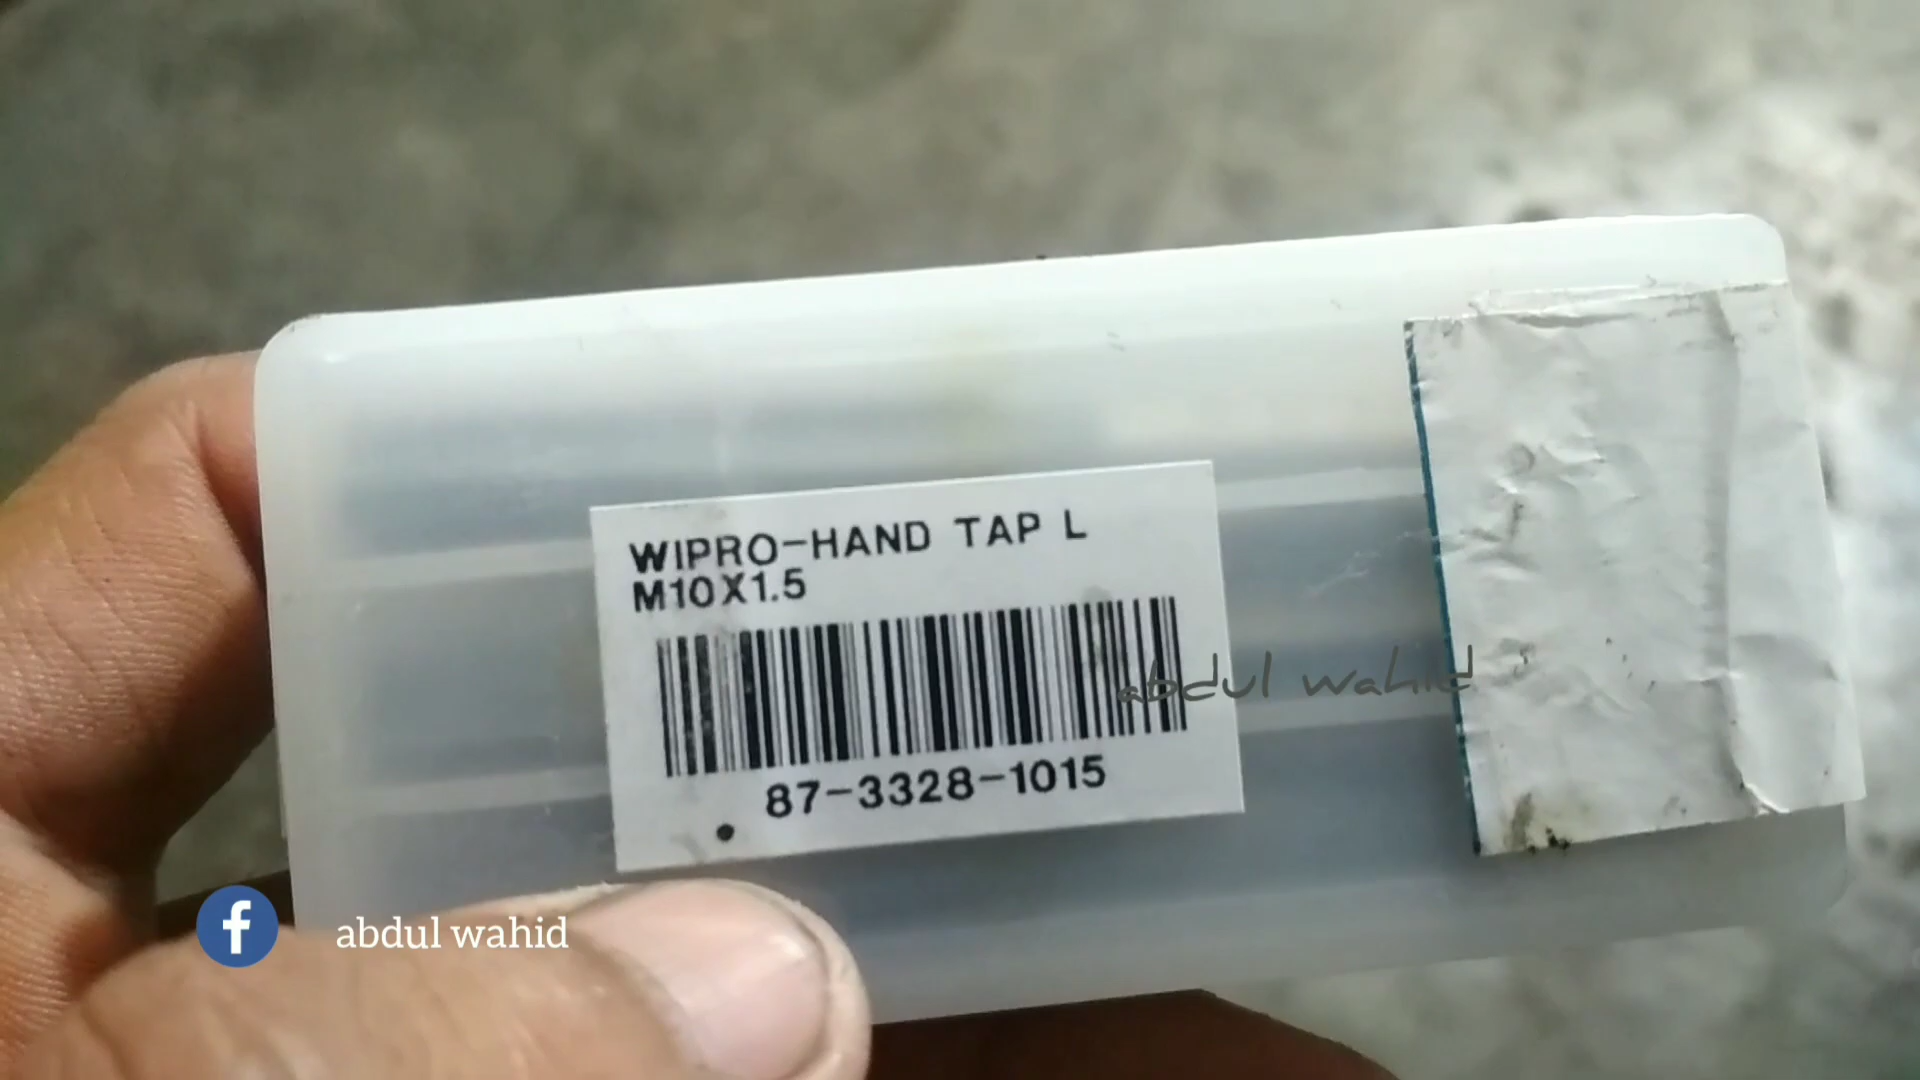 WIPRO-HAND TAP L
M10X1.5
abdul wahid
87-3328-1015
f abdul wahid